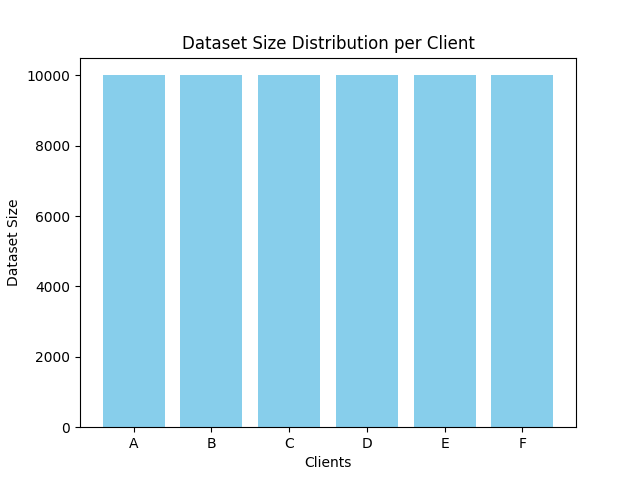 Dataset Size Distribution per Client
10000
8000
6000
4000
2000
0
Dataset Size
A B C D E F
Clients